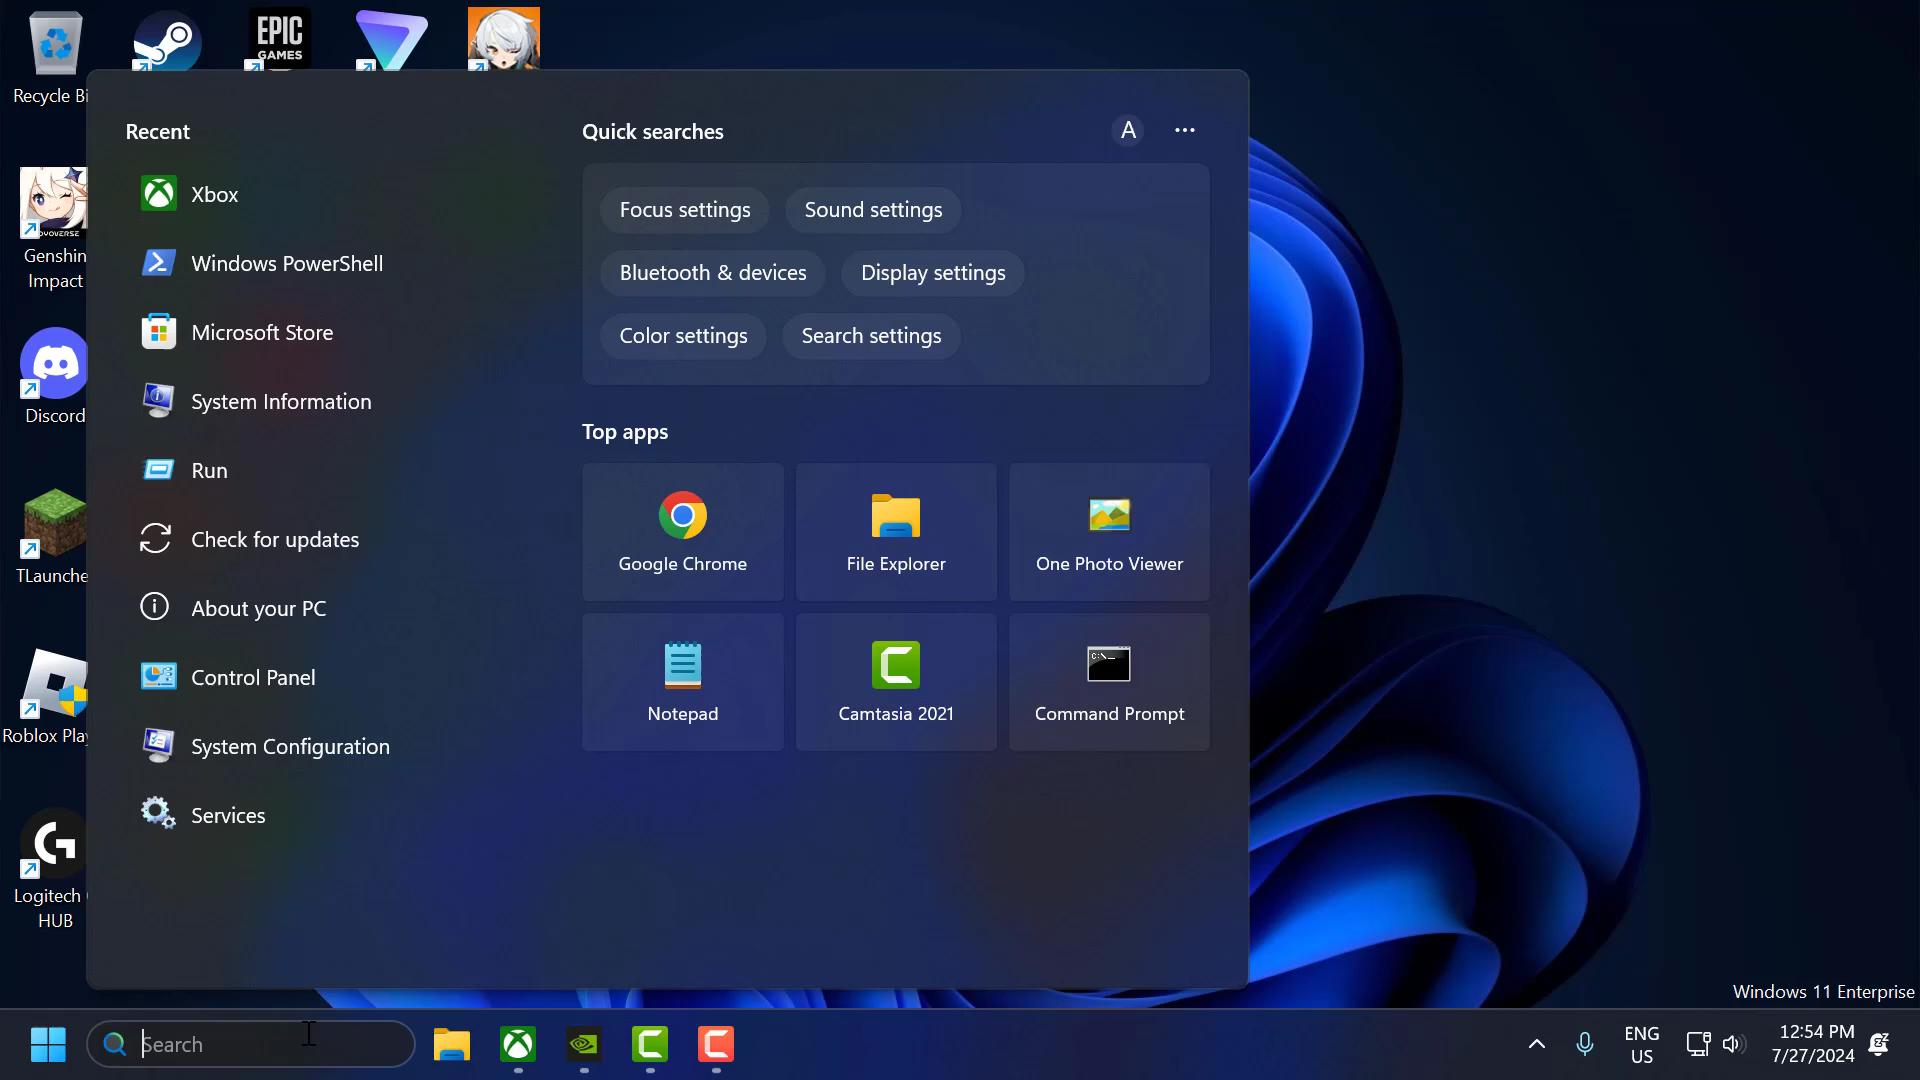 EPIC
GAMES
Recycle Bi
Genshin
Impact
Discord
TLaunche
Roblox Play
Logitech
HUB
Recent
Xbox
Windows PowerShell
Microsoft Store
System Information
Run
Check for updates
About your PC
Control Panel
System Configuration
Services
Quick searches
A
Focus settings
Sound settings
Bluetooth & devices
Display settings
Color settings
Search settings
Top apps
Google Chrome
File Explorer
One Photo Viewer
Notepad
Camtasia 2021
Command Prompt
Windows 11 Enterprise
Search
ENG
US
12:54 PM
7/27/2024